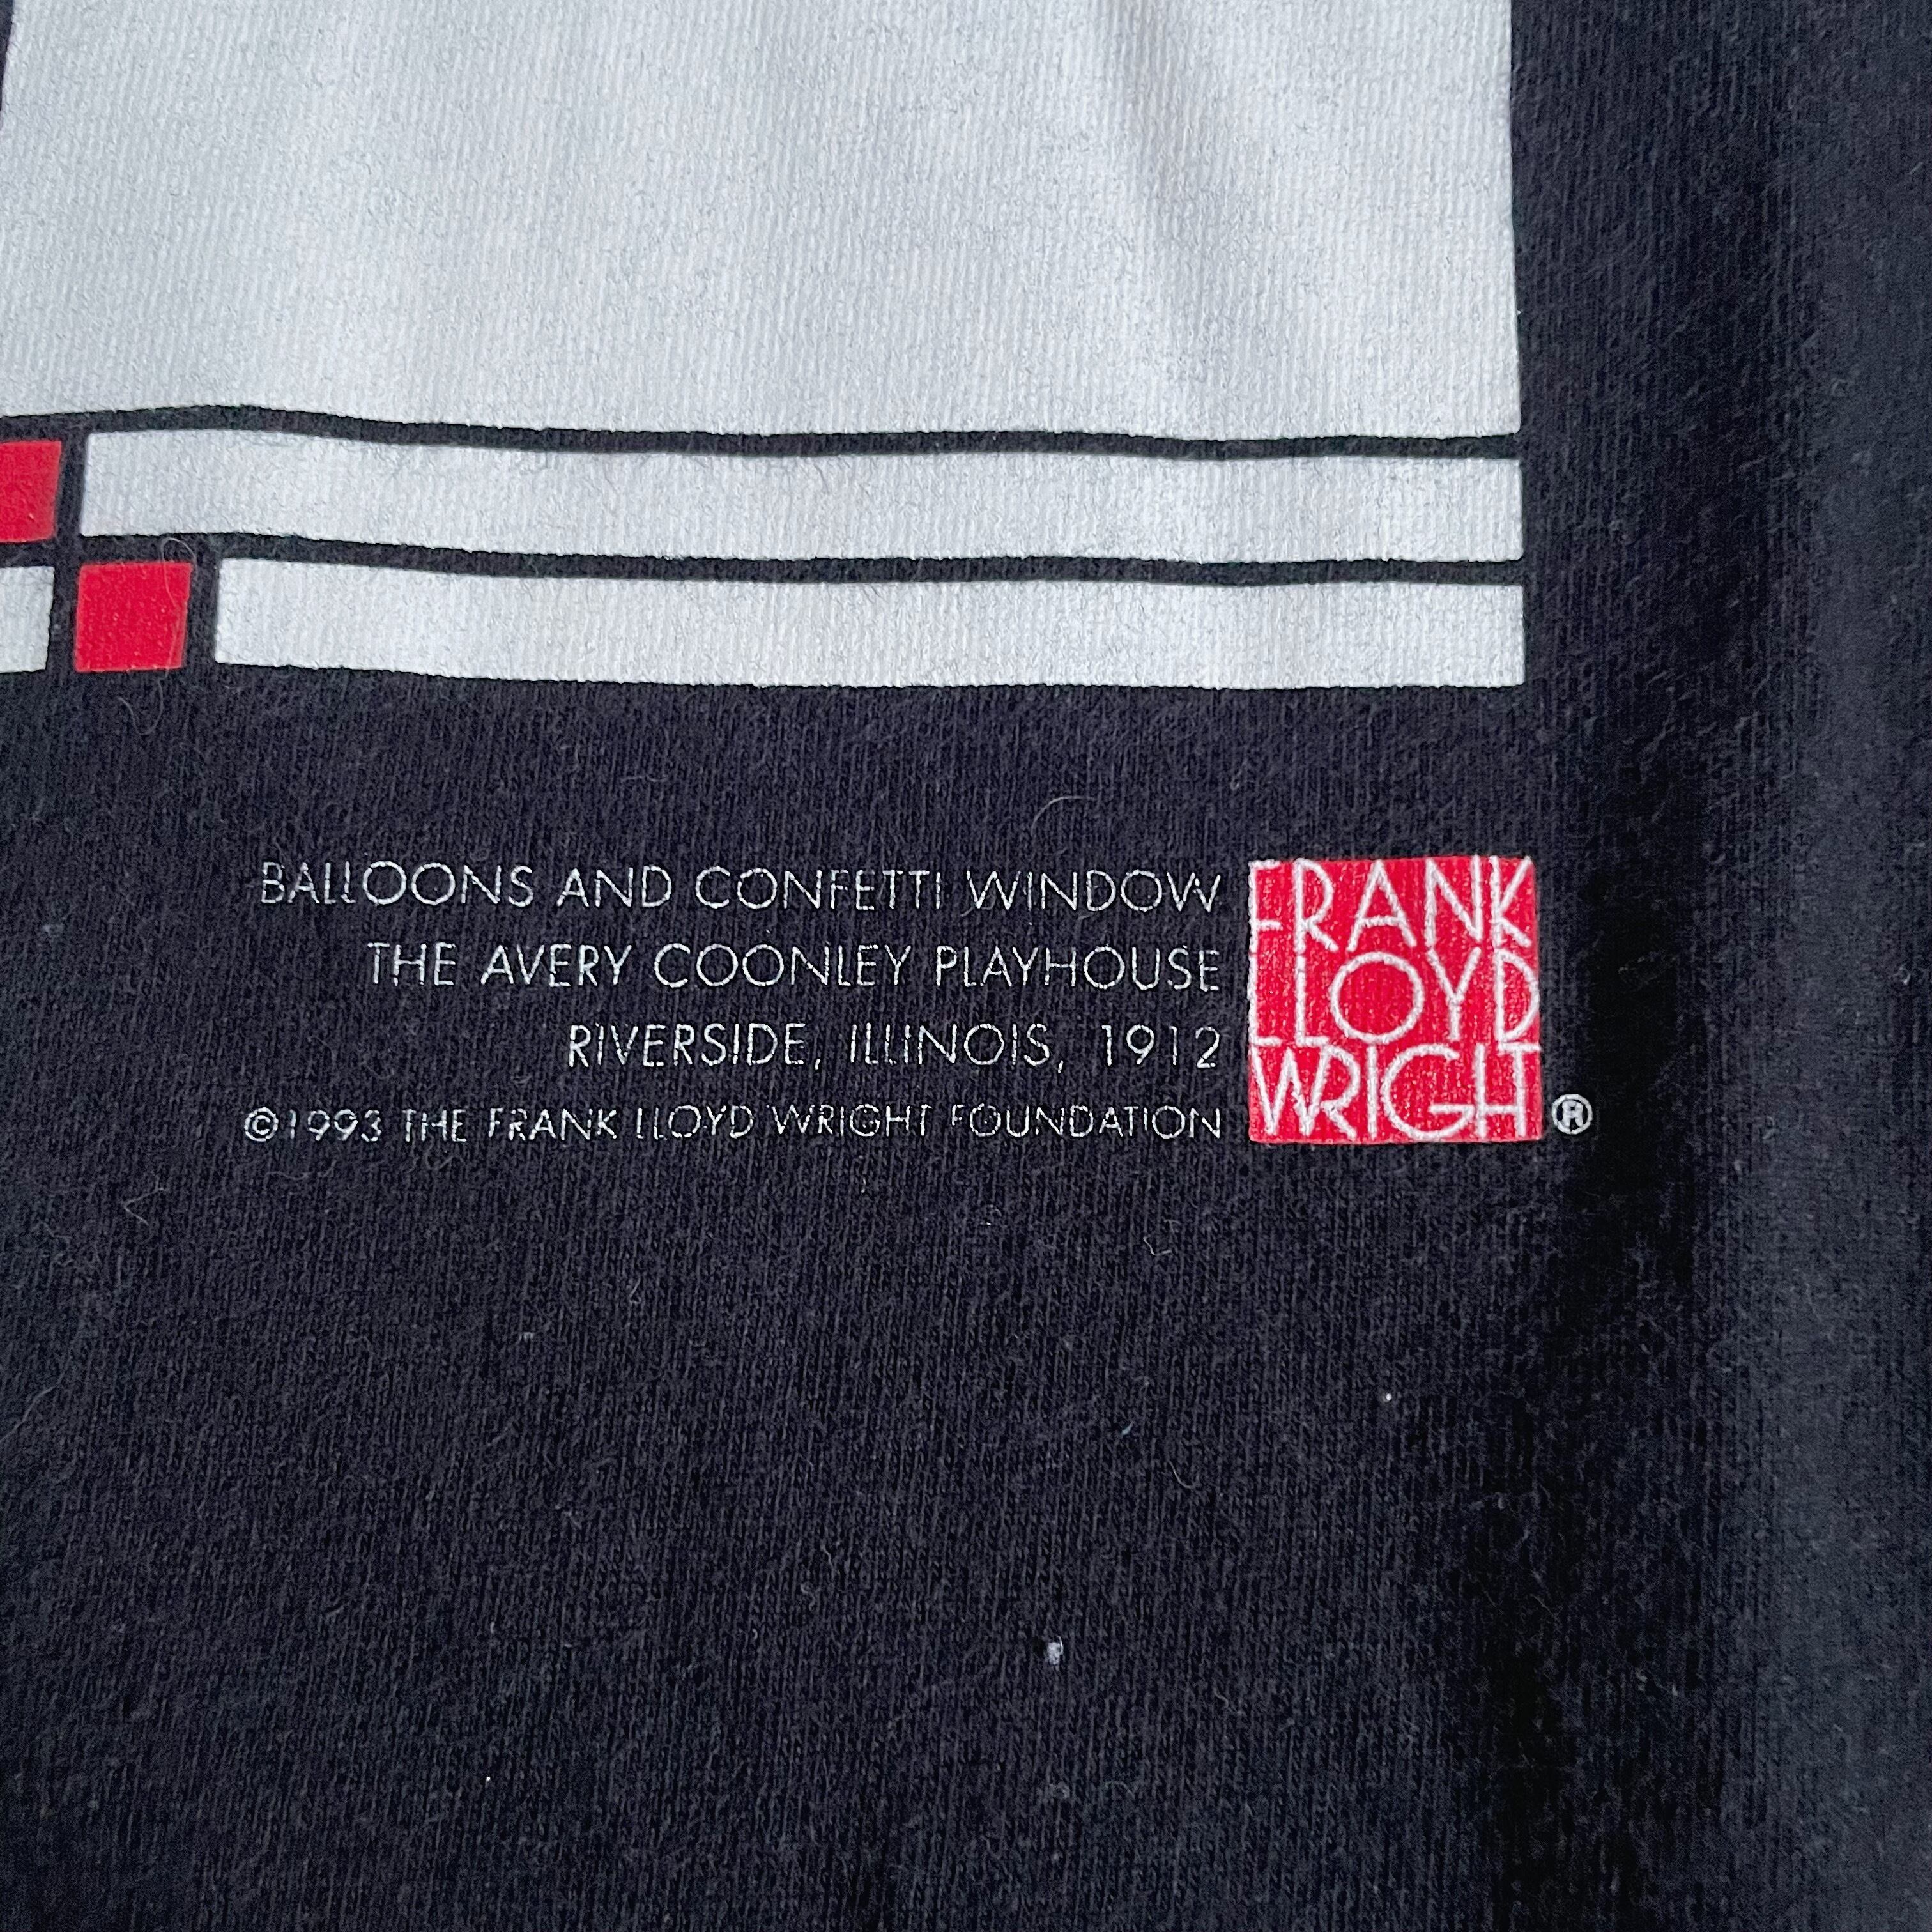 BALLOONS AND CONFETTI WINDOW
THE AVERY COONLEY PLAYHOUSE
RIVERSIDE, ILLINOIS, 1912
©1993 THE FRANK LLOYD WRIGHT FOUNDATION
FRANK
LLOYD
WRIGHT®